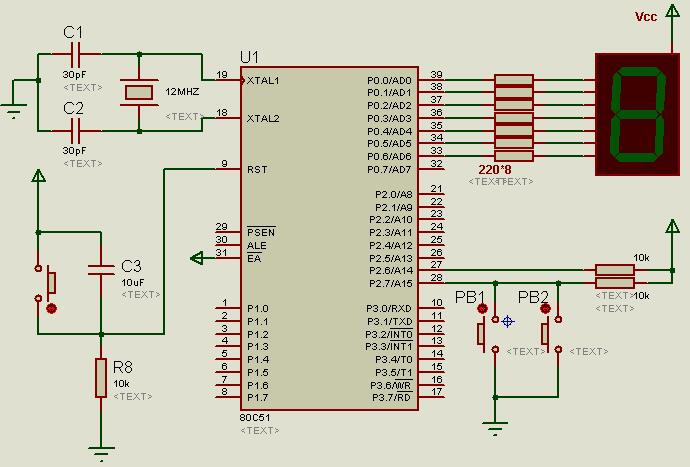 Vcc
C1
30pF
<TEXT>
12MHZ
<TEXT>
C2
30pF
<TEXT>
U1
19 XTAL1
18 XTAL2
9 RST
29 PSEN
30 ALE
31 EA
1 P1.0
2 P1.1
3 P1.2
4 P1.3
5 P1.4
6 P1.5
7 P1.6
8 P1.7
P0.0/AD0 39
P0.1/AD1 38
P0.2/AD2 37
P0.3/AD3 36
P0.4/AD4 35
P0.5/AD5 34
P0.6/AD6 33
P0.7/AD7 32
P2.0/A8 21
P2.1/A9 22
P2.2/A10 23
P2.3/A11 24
P2.4/A12 25
P2.5/A13 26
P2.6/A14 27
P2.7/A15 28
P3.0/RXD 10
P3.1/TXD 11
P3.2/INT0 12
P3.3/INT1 13
P3.4/T0 14
P3.5/T1 15
P3.6/WR 16
P3.7/RD 17
80C51
<TEXT>
220*8
C3
10uF
<TEXT>
R8
10k
<TEXT>
10k
<TEXT>
10k
<TEXT>
PB1
<TEXT>
PB2
<TEXT>